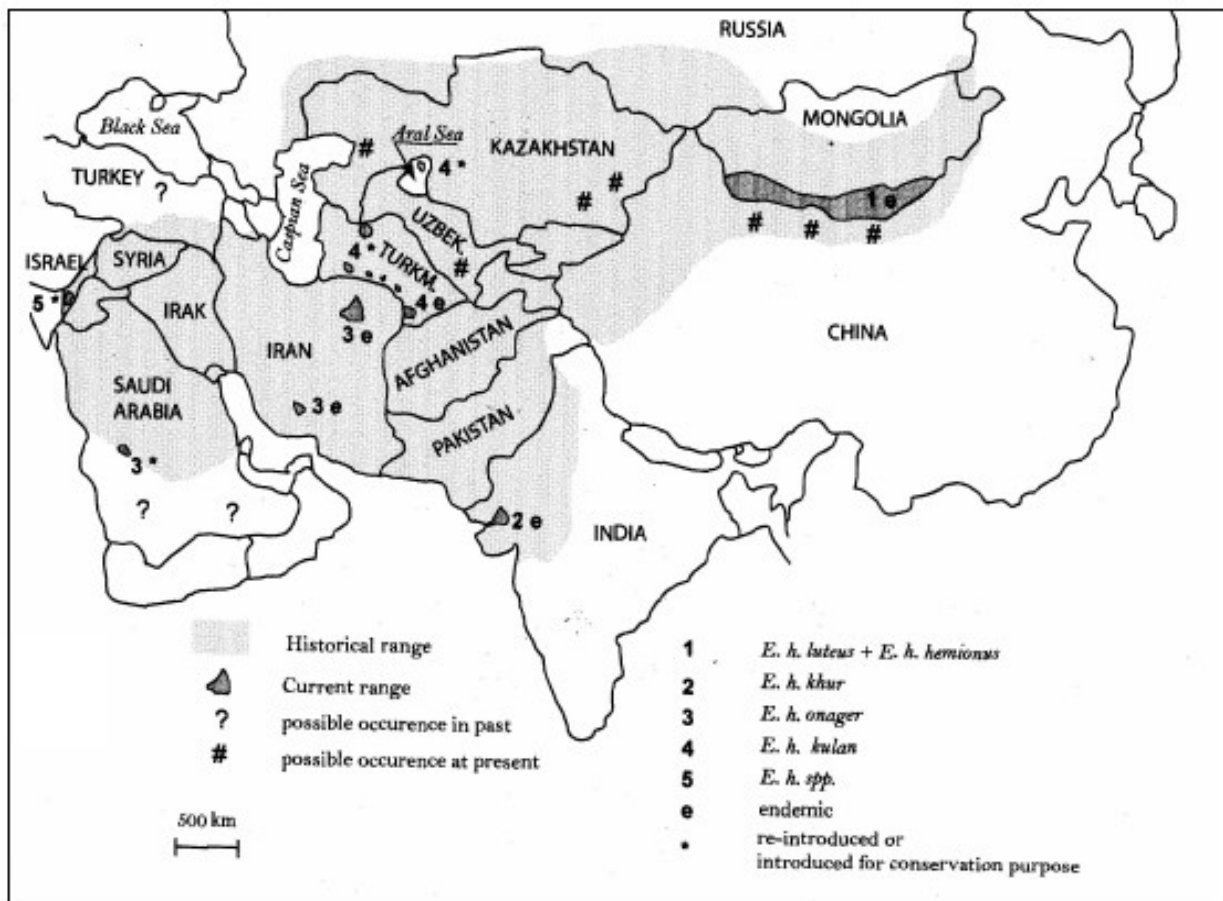 RUSSIA
Black Sea
Aral Sea
KAZAKHSTAN
MONGOLIA
#
4 *
TURKEY
?
Caspian Sea
#
#
1 e
UZBEK.
# # #
4 *
TURKM.
#
ISRAEL
SYRIA
5 *
4 e
IRAK
3 e
IRAN
AFGHANISTAN
CHINA
SAUDI
ARABIA
3 e
PAKISTAN
3 *
? ?
2 e
INDIA
Historical range
Current range
? possible occurence in past
# possible occurence at present
500 km
1 E. h. luteus + E. h. hemionus
2 E. h. khur
3 E. h. onager
4 E. h. kulan
5 E. h. spp.
e endemic
* re-introduced or
introduced for conservation purpose